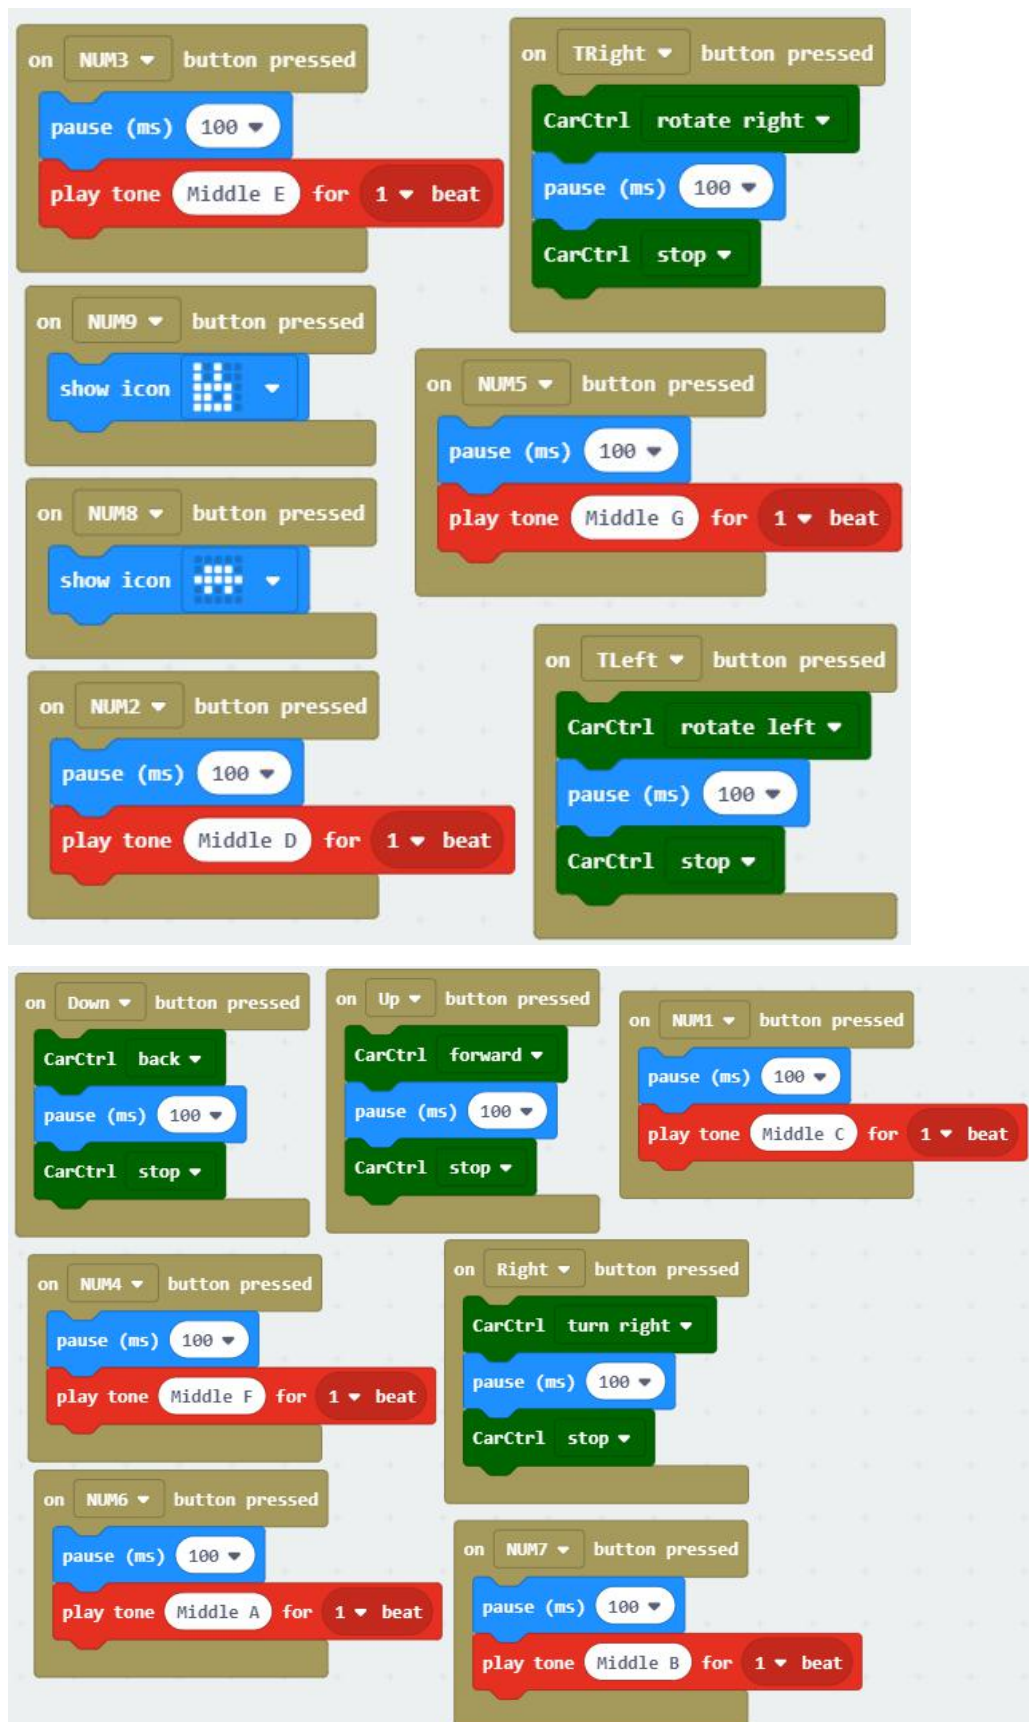 on NUM3 button pressed
pause (ms) 100
play tone Middle E for 1 beat
on TRight button pressed
CarCtrl rotate right
pause (ms) 100
CarCtrl stop
on NUM9 button pressed
show icon
on NUM5 button pressed
pause (ms) 100
play tone Middle G for 1 beat
on NUM8 button pressed
show icon
on TLeft button pressed
CarCtrl rotate left
pause (ms) 100
CarCtrl stop
on NUM2 button pressed
pause (ms) 100
play tone Middle D for 1 beat
on Down button pressed
CarCtrl back
pause (ms) 100
CarCtrl stop
on Up button pressed
CarCtrl forward
pause (ms) 100
CarCtrl stop
on NUM1 button pressed
pause (ms) 100
play tone Middle C for 1 beat
on NUM4 button pressed
pause (ms) 100
play tone Middle F for 1 beat
on Right button pressed
CarCtrl turn right
pause (ms) 100
CarCtrl stop
on NUM6 button pressed
pause (ms) 100
play tone Middle A for 1 beat
on NUM7 button pressed
pause (ms) 100
play tone Middle B for 1 beat